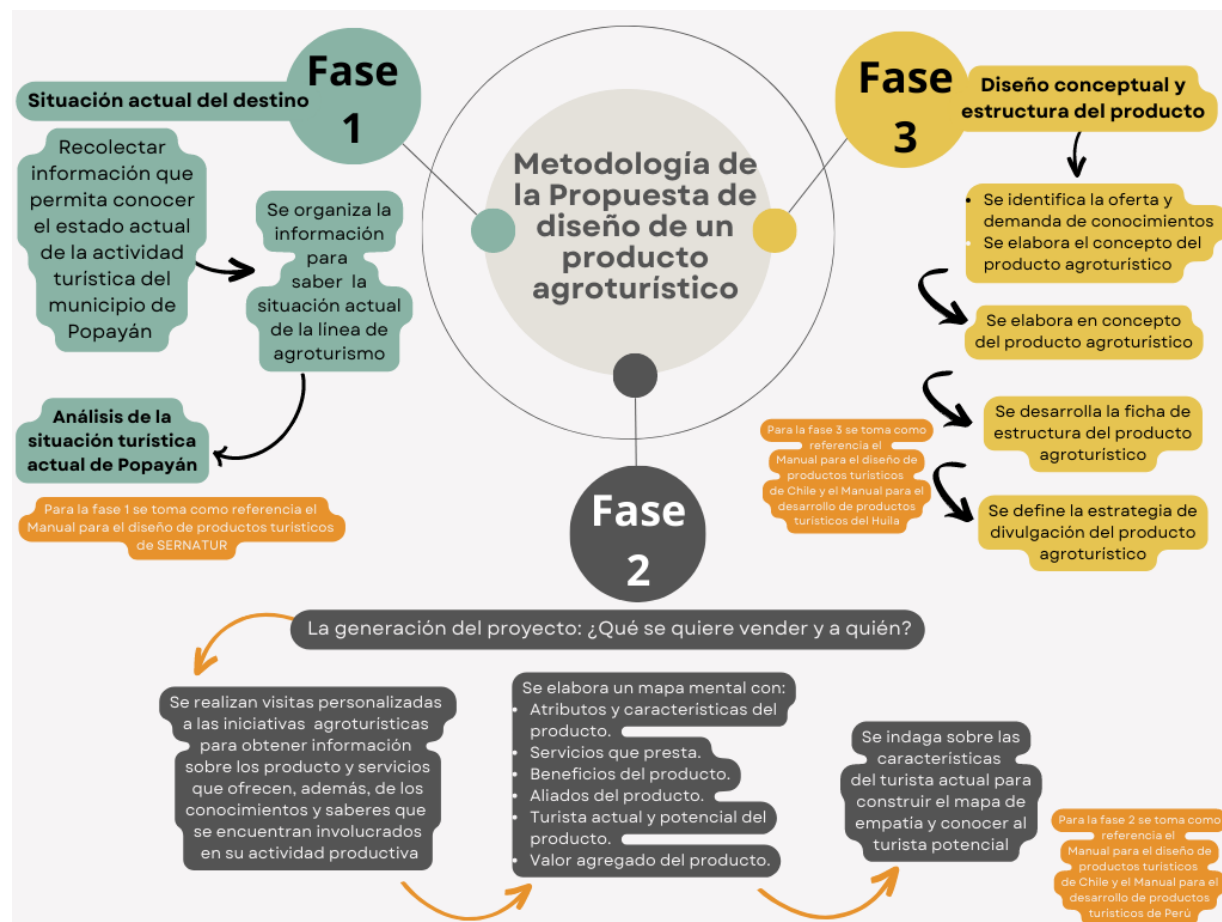 Metodología de
la Propuesta de
diseño de un
producto
agroturístico
Fase
1
Situación actual del destino
Recolectar
información que
permita conocer
el estado actual
de la actividad
turística del
municipio de
Popayán
Se organiza la
información
para
saber la
situación actual
de la línea de
agroturismo
Análisis de la
situación turística
actual de Popayán
Para la fase 1 se toma como referencia el
Manual para el diseño de productos turísticos
de SERNATUR
Fase
2
La generación del proyecto: ¿Qué se quiere vender y a quién?
Se realizan visitas personalizadas
a las iniciativas agroturísticas
para obtener información
sobre los producto y servicios
que ofrecen, además, de los
conocimientos y saberes que
se encuentran involucrados
en su actividad productiva
Se elabora un mapa mental con:
• Atributos y características del
producto.
• Servicios que presta.
• Beneficios del producto.
• Aliados del producto.
• Turista actual y potencial del
producto.
• Valor agregado del producto.
Se indaga sobre las
características
del turista actual para
construir el mapa de
empatia y conocer al
turista potencial
Para la fase 2 se toma como
referencia el
Manual para el diseño de
productos turísticos
de Chile y el Manual para el
desarrollo de productos
turísticos de Perú
Fase
3
Diseño conceptual y
estructura del producto
• Se identifica la oferta y
demanda de conocimientos
• Se elabora el concepto del
producto agroturístico
Se elabora en concepto
del producto agroturístico
Se desarrolla la ficha de
estructura del producto
agroturístico
Se define la estrategia de
divulgación del producto
agroturístico
Para la fase 3 se toma como
referencia el
Manual para el diseño de
productos turísticos
de Chile y el Manual para el
desarrollo de productos
turísticos del Huila